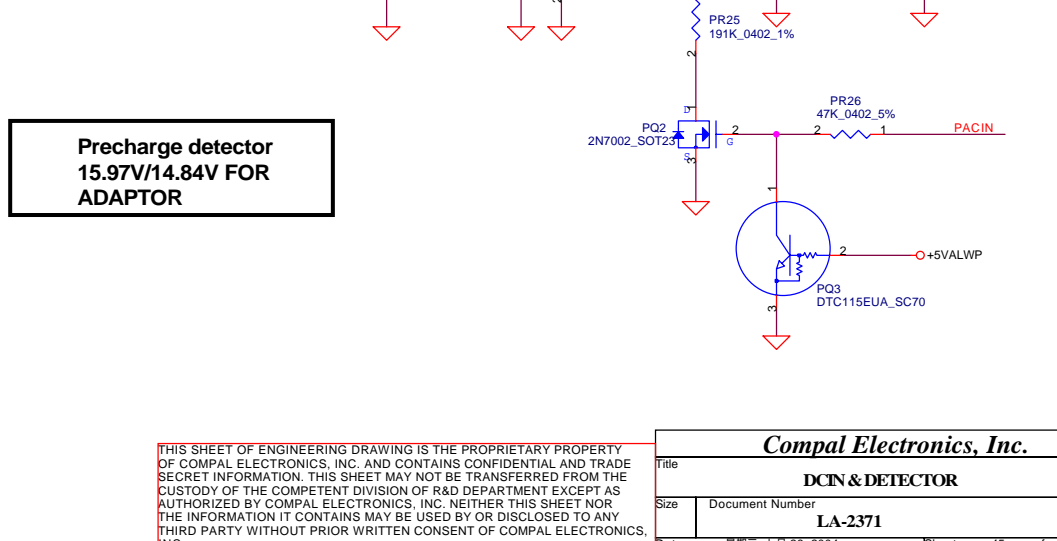 2
PR25
191K_0402_1%
2
1
D
PQ2
2N7002_SOT23
2
G
S
3
PR26
47K_0402_5%
2
1
PACIN
1
2
+5VALWP
PQ3
DTC115EUA_SC70
3
Precharge detector
15.97V/14.84V FOR
ADAPTOR
THIS SHEET OF ENGINEERING DRAWING IS THE PROPRIETARY PROPERTY
OF COMPAL ELECTRONICS, INC. AND CONTAINS CONFIDENTIAL AND TRADE
SECRET INFORMATION. THIS SHEET MAY NOT BE TRANSFERRED FROM THE
CUSTODY OF THE COMPETENT DIVISION OF R&D DEPARTMENT EXCEPT AS
AUTHORIZED BY COMPAL ELECTRONICS, INC. NEITHER THIS SHEET NOR
THE INFORMATION IT CONTAINS MAY BE USED BY OR DISCLOSED TO ANY
THIRD PARTY WITHOUT PRIOR WRITTEN CONSENT OF COMPAL ELECTRONICS,
Compal Electronics, Inc.
Title
DCIN & DETECTOR
Size
Document Number
LA-2371